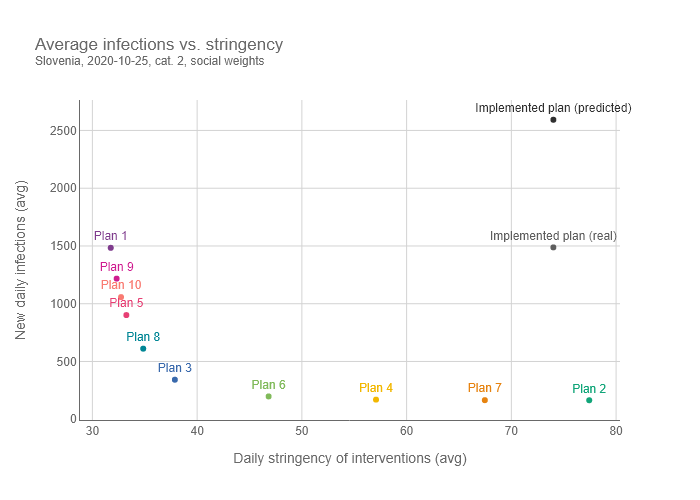 Average infections vs. stringency
Slovenia, 2020-10-25, cat. 2, social weights
Implemented plan (predicted)
2500
2000
1500
1000
500
0
New daily infections (avg)
Plan 1
Implemented plan (real)
Plan 9
Plan 10
Plan 5
Plan 8
Plan 3
Plan 6
Plan 4
Plan 7
Plan 2
30
40
50
60
70
80
Daily stringency of interventions (avg)